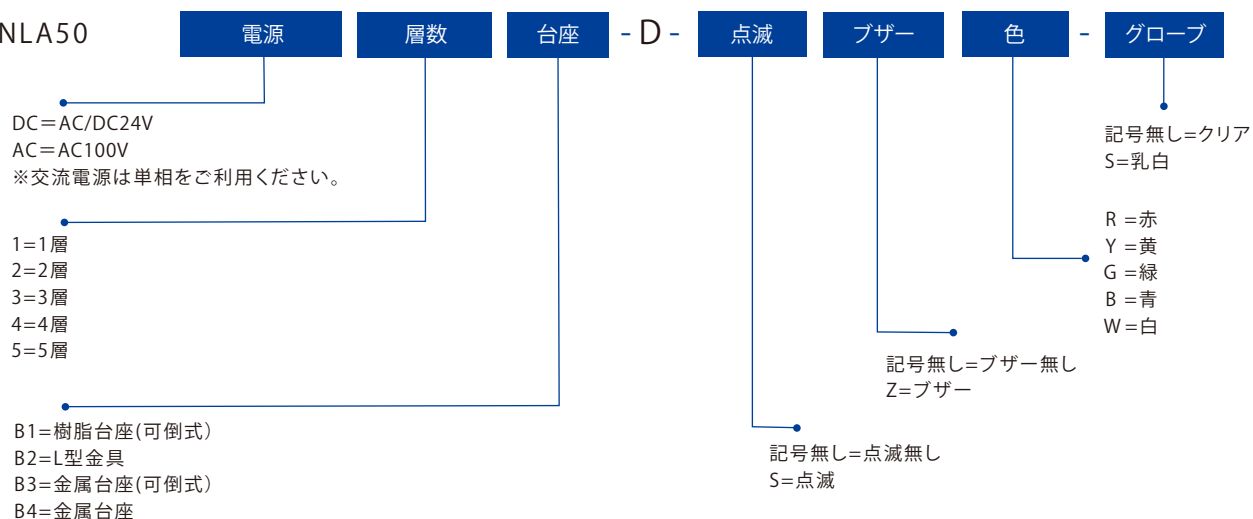 NLA50 電源 層数 台座 - D - 点滅 ブザー 色 - グローブ
DC＝AC/DC24V
AC＝AC100V
※交流電源は単相をご利用ください。
1=1層
2=2層
3=3層
4=4層
5=5層
B1=樹脂台座(可倒式)
B2=L型金具
B3=金属台座(可倒式)
B4=金属台座
記号無し=点滅無し
S=点滅
記号無し=ブザー無し
Z=ブザー
R =赤
Y =黄
G =緑
B =青
W=白
記号無し=クリア
S=乳白